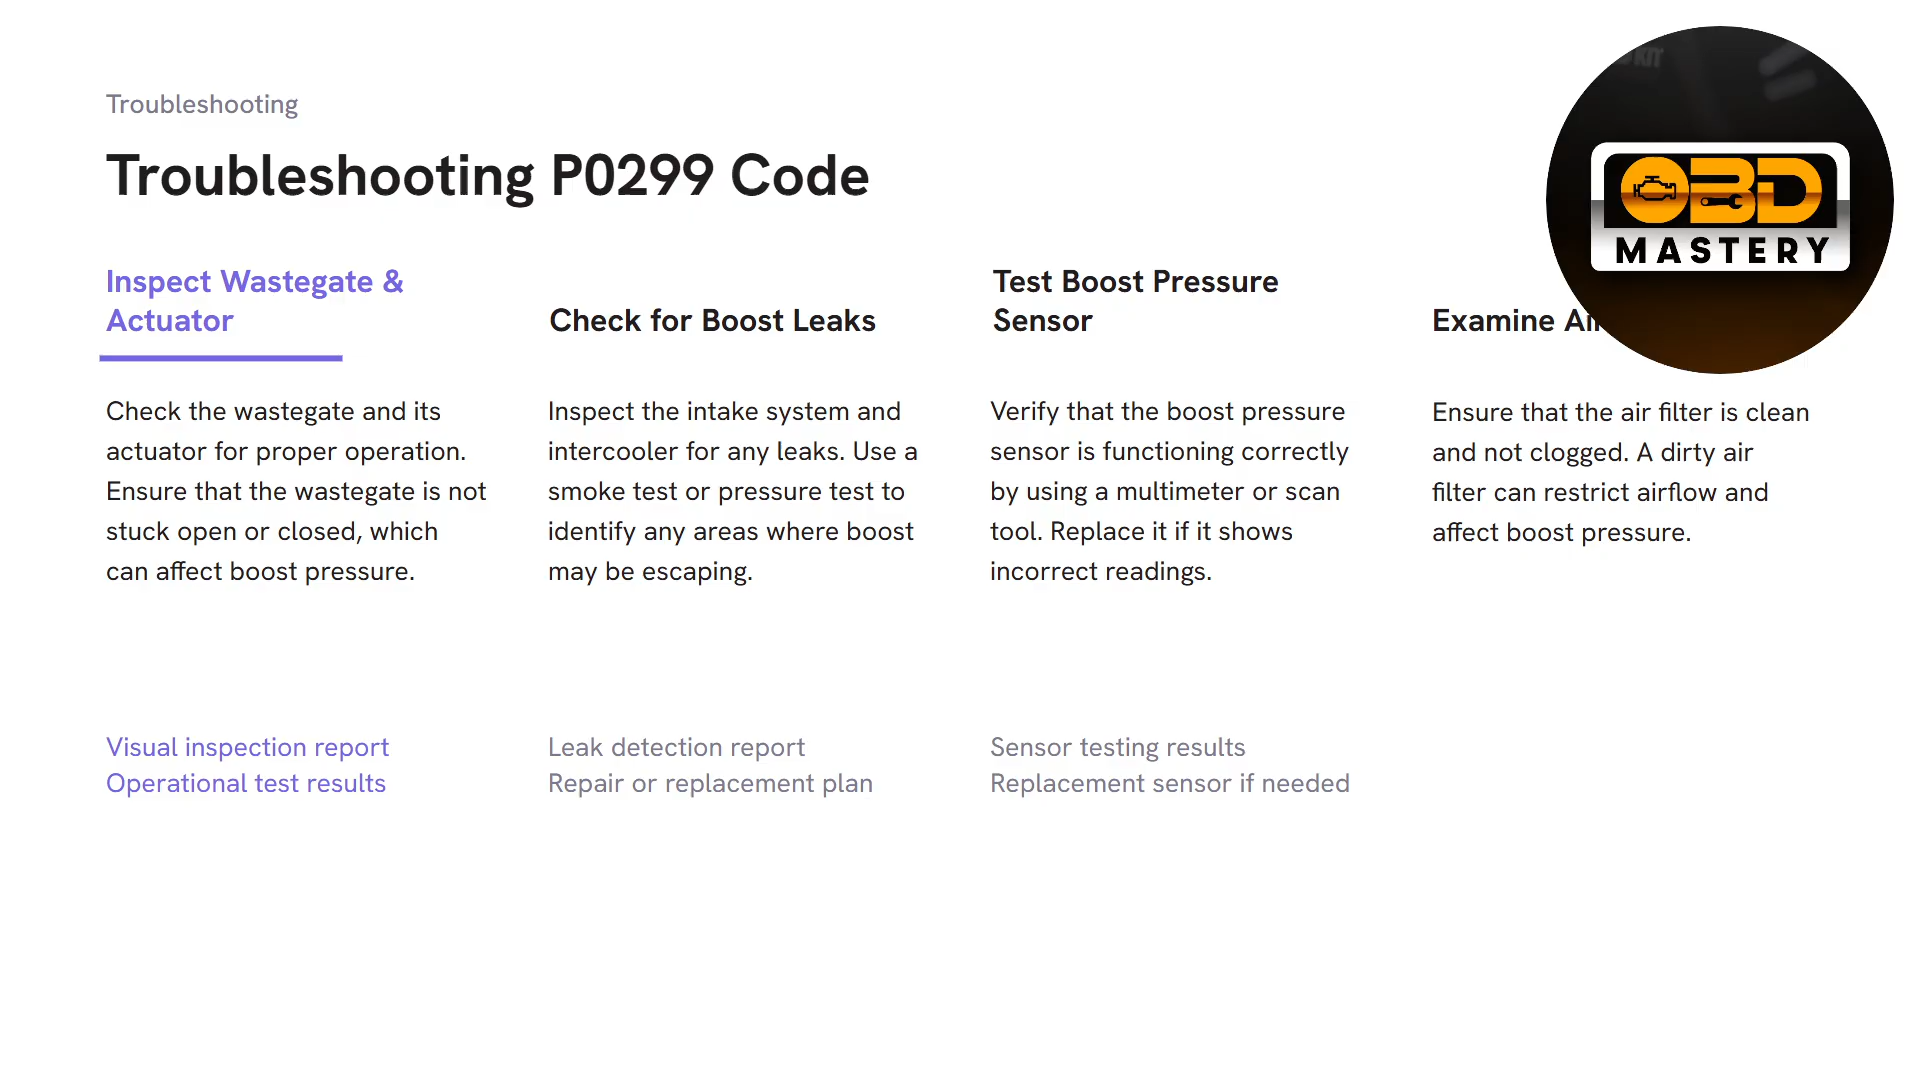 Troubleshooting
Troubleshooting P0299 Code
Inspect Wastegate &
Actuator
Check the wastegate and its
actuator for proper operation.
Ensure that the wastegate is not
stuck open or closed, which
can affect boost pressure.
Visual inspection report
Operational test results
Check for Boost Leaks
Inspect the intake system and
intercooler for any leaks. Use a
smoke test or pressure test to
identify any areas where boost
may be escaping.
Leak detection report
Repair or replacement plan
Test Boost Pressure
Sensor
Verify that the boost pressure
sensor is functioning correctly
by using a multimeter or scan
tool. Replace it if it shows
incorrect readings.
Sensor testing results
Replacement sensor if needed
Examine
Ensure that the air filter is clean
and not clogged. A dirty air
filter can restrict airflow and
affect boost pressure.
OBD
MASTERY